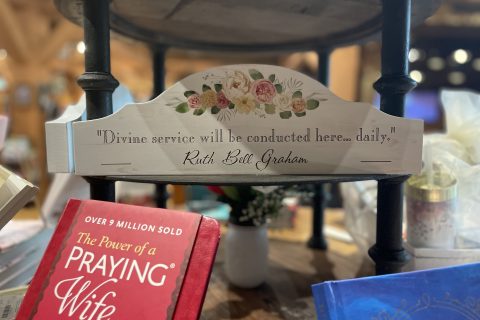 "Divine service will be conducted here... daily."
Ruth Bell Graham
OVER 9 MILLION SOLD
The Power of a
PRAYING®
Wife